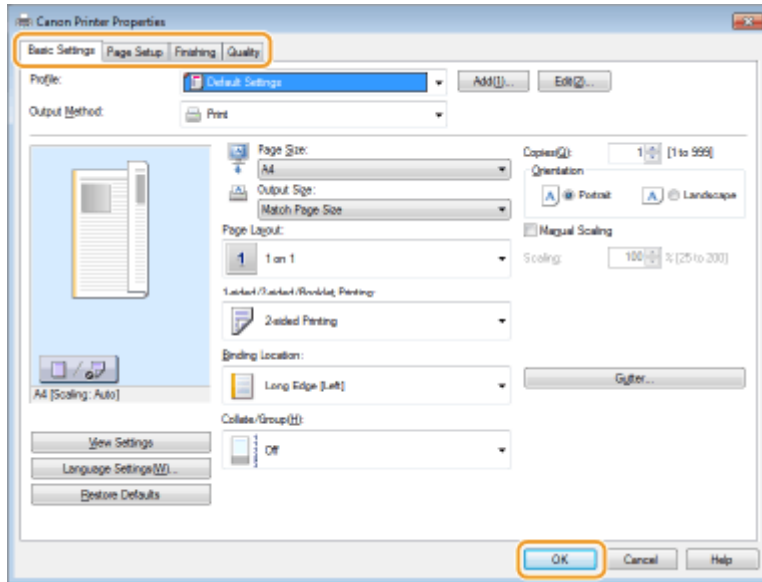 Canon Printer Properties
Basic Settings Page Setup Finishing Quality
Profile: Default Settings Add(1)... Edit(2)...
Output Method: Print
Page Size:
A4
Output Size:
Match Page Size
Copies(Q): 1 [1 to 999]
Orientation
A Portrait A Landscape
Page Layout:
1 1 on 1
Manual Scaling
Scaling: 100 % [25 to 200]
1-sided/2-sided/Booklet Printing:
2-sided Printing
Binding Location:
Long Edge [Left]
Gutter...
A4 [Scaling: Auto]
Collate/Group(H):
Off
View Settings
Language Settings(W)...
Restore Defaults
OK Cancel Help